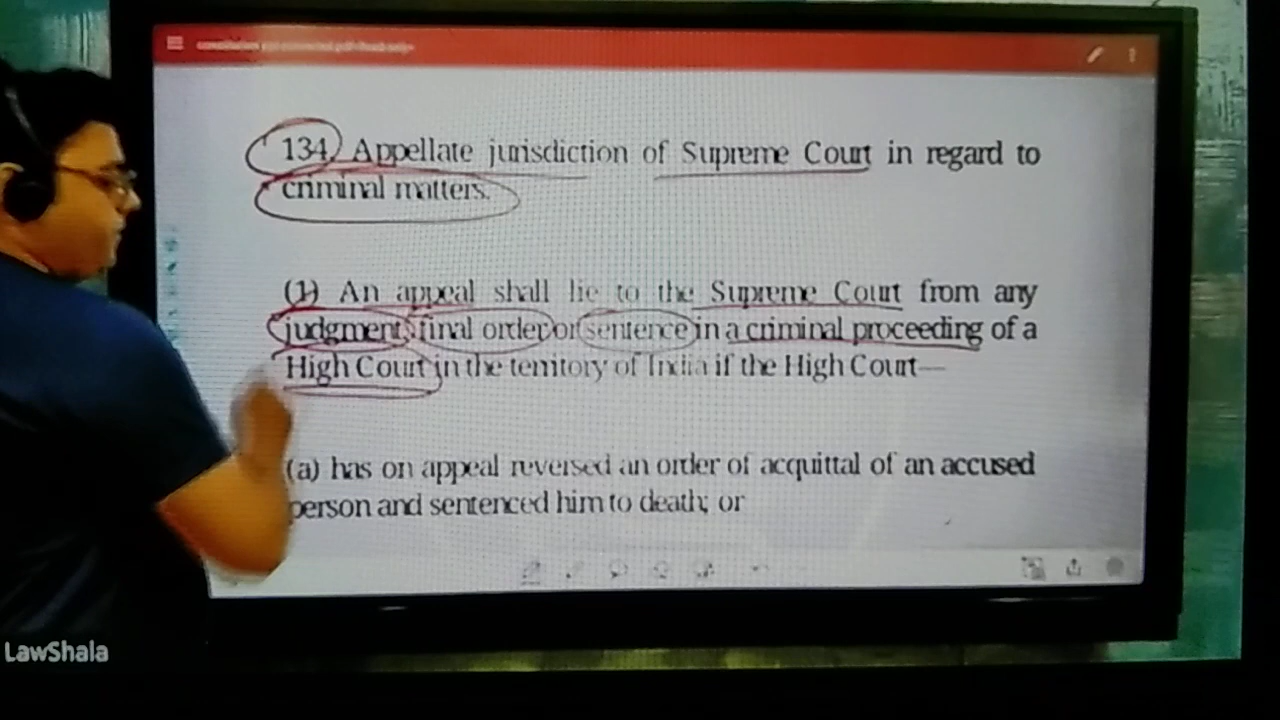 134. Appellate jurisdiction of Supreme Court in regard to
criminal matters.
(1) An appeal shall lie to the Supreme Court from any
judgment, final order or sentence in a criminal proceeding of a
High Court in the territory of India if the High Court—
(a) has on appeal reversed an order of acquittal of an accused
person and sentenced him to death; or
LawShala